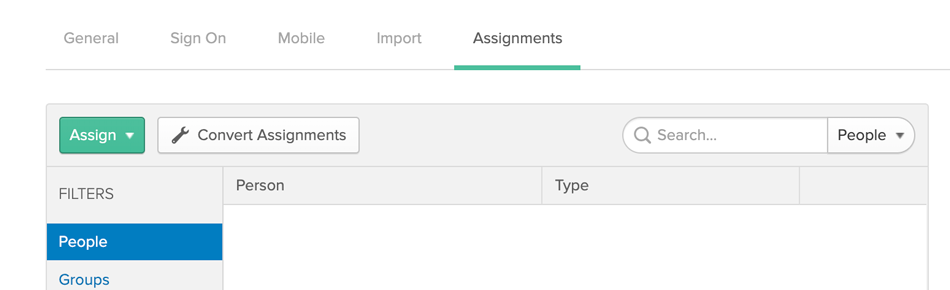 General Sign On Mobile Import Assignments
Assign Convert Assignments Search... People
FILTERS Person Type
People
Groups